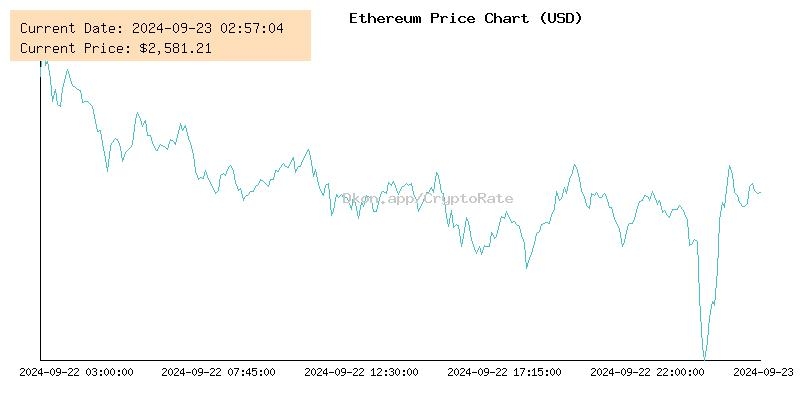 Ethereum Price Chart (USD)
Current Date: 2024-09-23 02:57:04
Current Price: $2,581.21
Dkon.app/CryptoRate
2024-09-22 03:00:00 2024-09-22 07:45:00 2024-09-22 12:30:00 2024-09-22 17:15:00 2024-09-22 22:00:00 2024-09-23